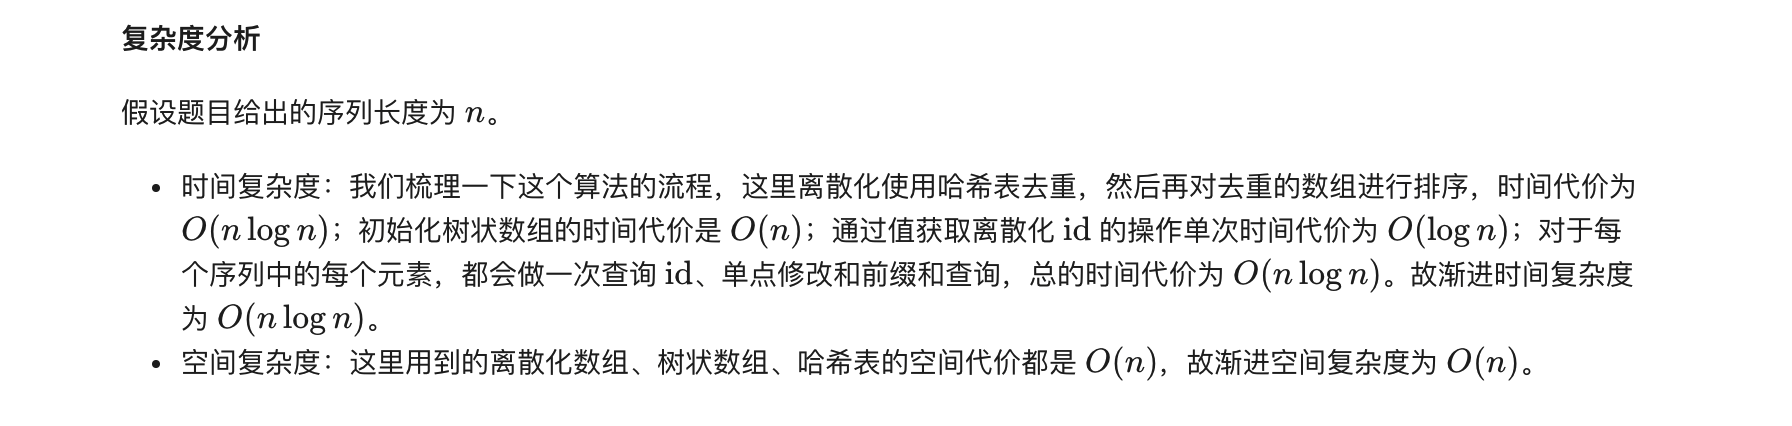 复杂度分析
假设题目给出的序列长度为 n。
• 时间复杂度：我们梳理一下这个算法的流程，这里离散化使用哈希表去重，然后再对去重的数组进行排序，时间代价为
O(n log n)；初始化树状数组的时间代价是 O(n)；通过值获取离散化 id 的操作单次时间代价为 O(log n)；对于每
个序列中的每个元素，都会做一次查询 id、单点修改和前缀和查询，总的时间代价为 O(n log n)。故渐进时间复杂度
为 O(n log n)。
• 空间复杂度：这里用到的离散化数组、树状数组、哈希表的空间代价都是 O(n)，故渐进空间复杂度为 O(n)。